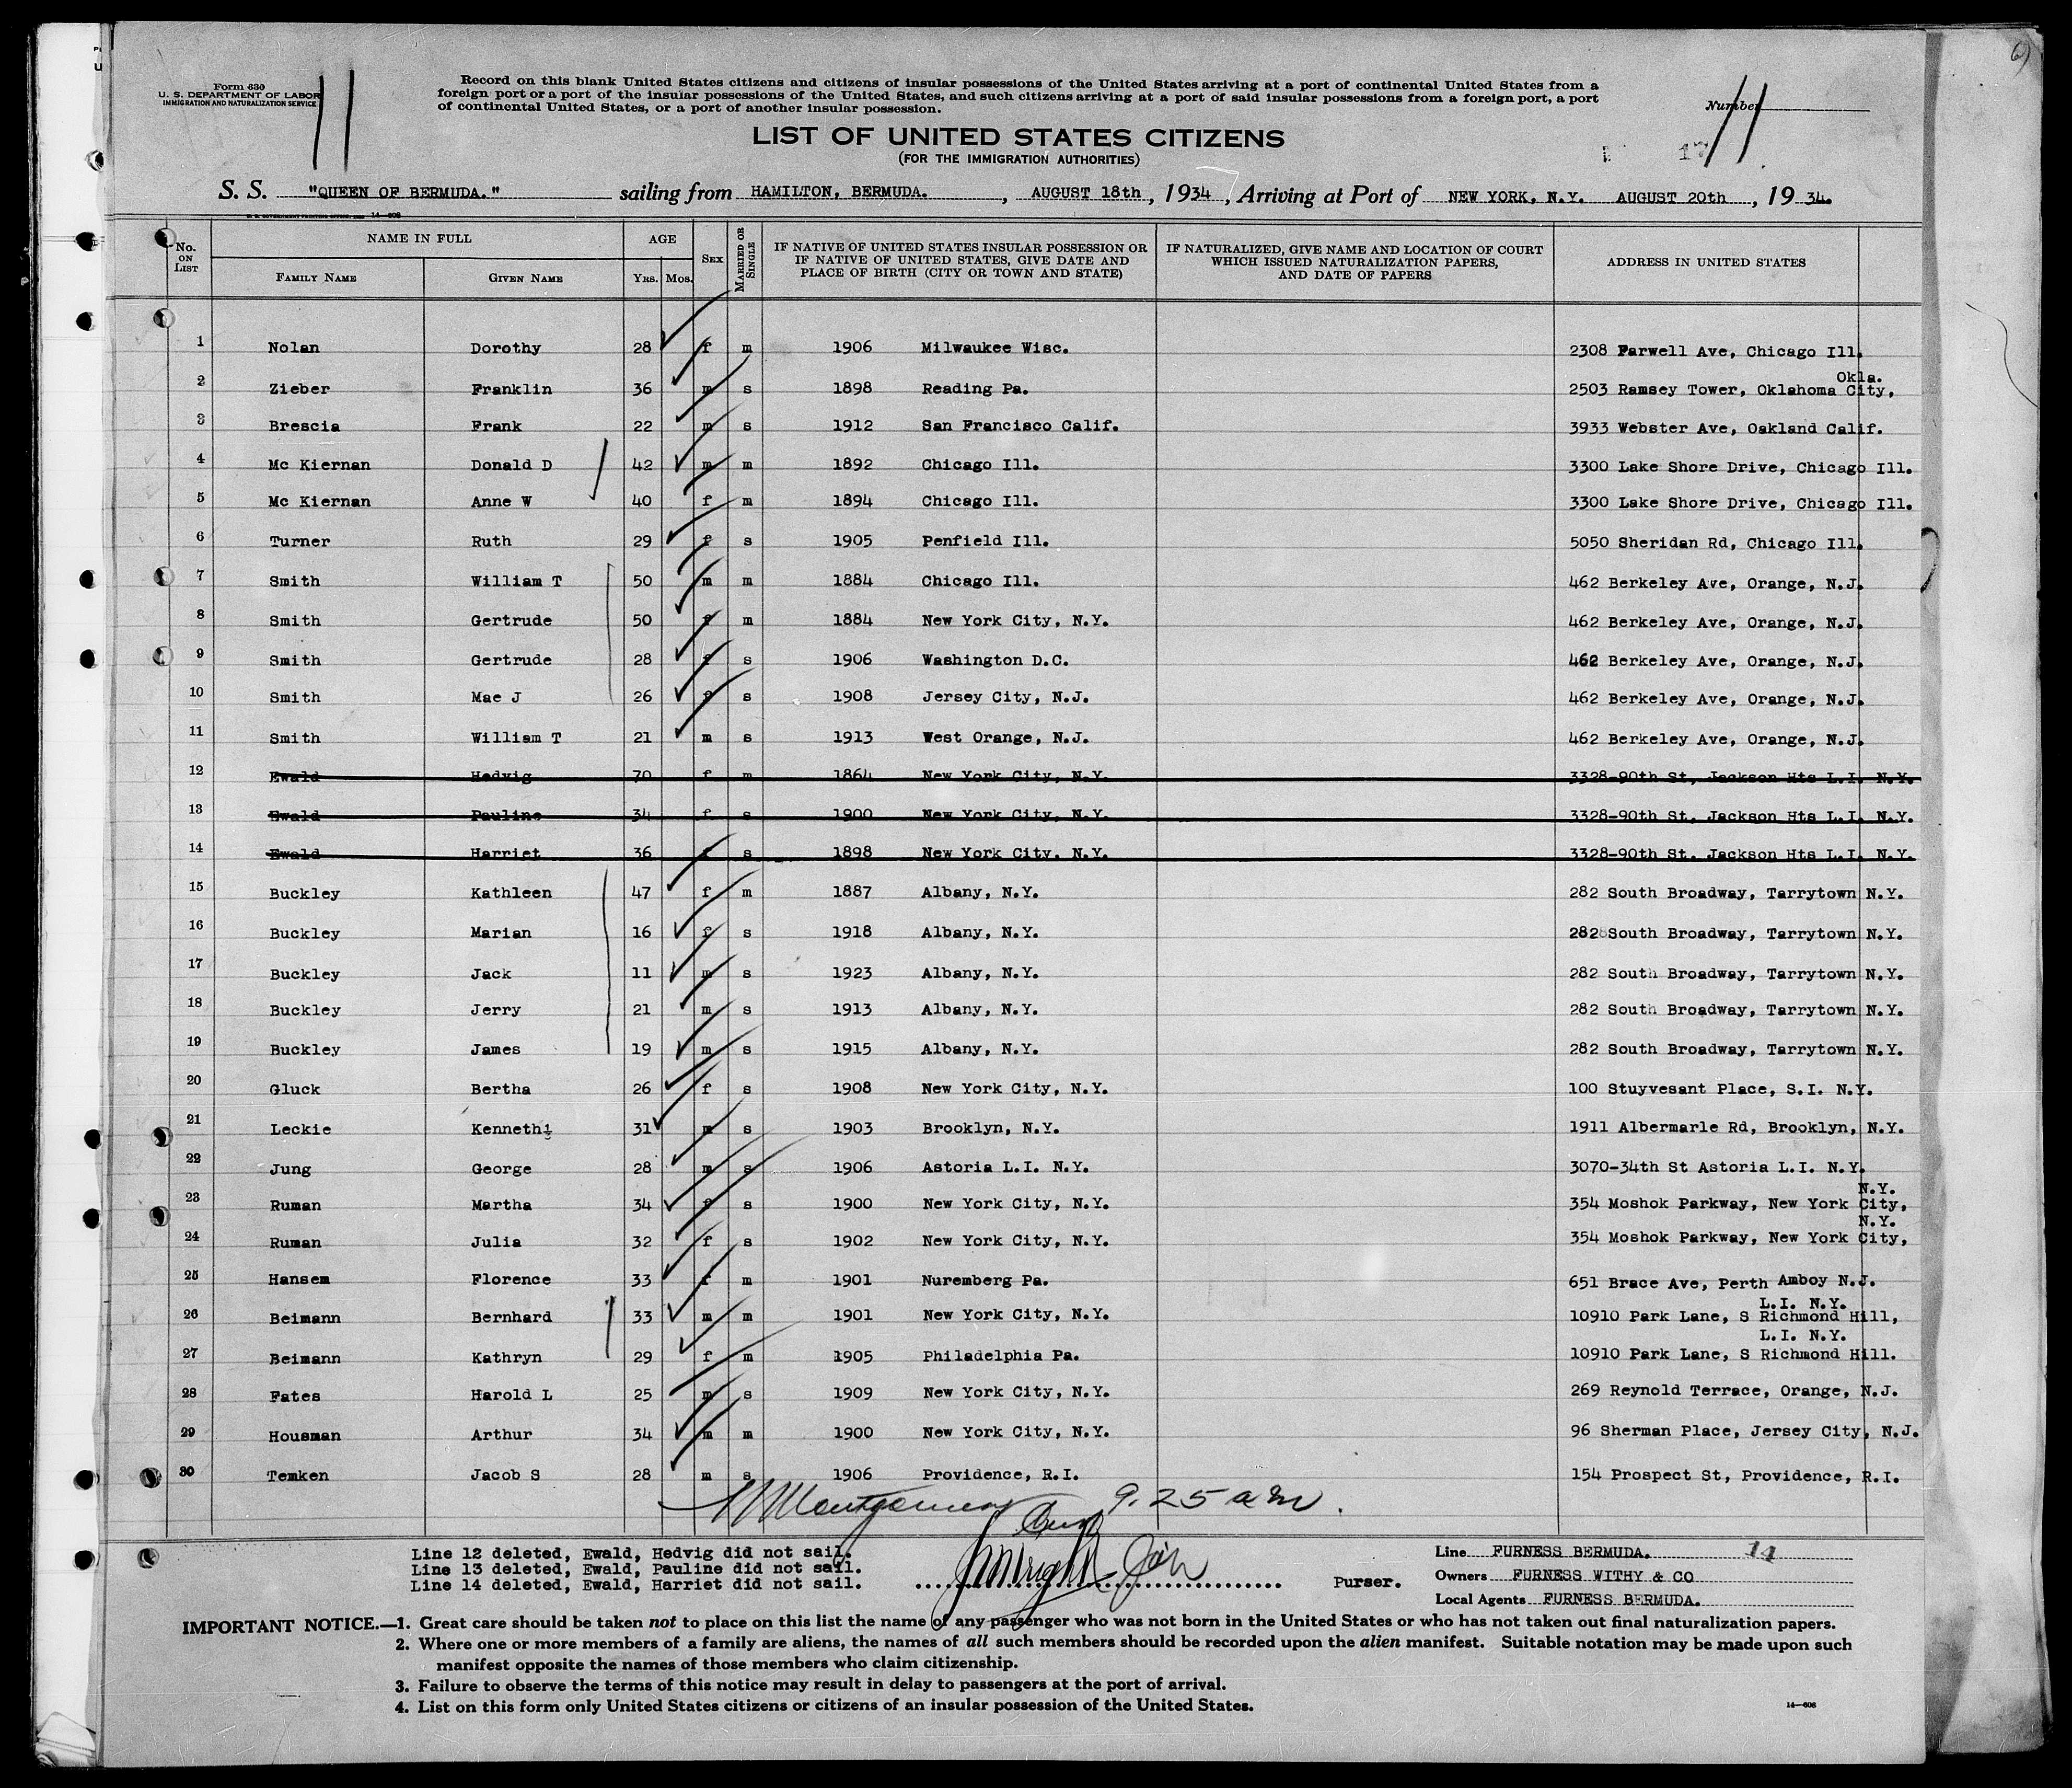 Form 630
U. S. DEPARTMENT OF LABOR
IMMIGRATION AND NATURALIZATION SERVICE
11
Record on this blank United States citizens and citizens of insular possessions of the United States arriving at a port of continental United States from a
foreign port or a port of the insular possessions of the United States, and such citizens arriving at a port of said insular possessions from a foreign port, a port
of continental United States, or a port of another insular possession.
Number 11
17
LIST OF UNITED STATES CITIZENS
(FOR THE IMMIGRATION AUTHORITIES)
S. S. "QUEEN OF BERMUDA." sailing from HAMILTON, BERMUDA. , AUGUST 18th , 1934 , Arriving at Port of NEW YORK, N.Y. AUGUST 20th , 19 34.
No. ON LIST NAME IN FULL FAMILY NAME GIVEN NAME AGE YRS. MOS. SEX MARRIED OR SINGLE IF NATIVE OF UNITED STATES INSULAR POSSESSION OR IF NATIVE OF UNITED STATES, GIVE DATE AND PLACE OF BIRTH (CITY OR TOWN AND STATE) IF NATURALIZED, GIVE NAME AND LOCATION OF COURT WHICH ISSUED NATURALIZATION PAPERS, AND DATE OF PAPERS ADDRESS IN UNITED STATES
1 Nolan Dorothy 28 f m 1906 Milwaukee Wisc. 2308 Farwell Ave, Chicago Ill.
2 Zieber Franklin 36 m s 1898 Reading Pa. 2503 Ramsey Tower, Oklahoma City, Okla.
3 Brescia Frank 22 m s 1912 San Francisco Calif. 3933 Webster Ave, Oakland Calif.
4 Mc Kiernan Donald D 42 m m 1892 Chicago Ill. 3300 Lake Shore Drive, Chicago Ill.
5 Mc Kiernan Anne W 40 f m 1894 Chicago Ill. 3300 Lake Shore Drive, Chicago Ill.
6 Turner Ruth 29 f s 1905 Penfield Ill. 5050 Sheridan Rd, Chicago Ill.
7 Smith William T 50 m m 1884 Chicago Ill. 462 Berkeley Ave, Orange, N.J.
8 Smith Gertrude 50 f m 1884 New York City, N.Y. 462 Berkeley Ave, Orange, N.J.
9 Smith Gertrude 28 f s 1906 Washington D.C. 462 Berkeley Ave, Orange, N.J.
10 Smith Mae J 26 f s 1908 Jersey City, N.J. 462 Berkeley Ave, Orange, N.J.
11 Smith William T 21 m s 1913 West Orange, N.J. 462 Berkeley Ave, Orange, N.J.
12 Ewald Hedvig 70 f m 1864 New York City, N.Y. 3328-90th St, Jackson Hts L.I. N.Y.
13 Ewald Pauline 34 f s 1900 New York City, N.Y. 3328-90th St, Jackson Hts L.I. N.Y.
14 Ewald Harriet 36 f s 1898 New York City, N.Y. 3328-90th St, Jackson Hts L.I. N.Y.
15 Buckley Kathleen 47 f m 1887 Albany, N.Y. 282 South Broadway, Tarrytown N.Y.
16 Buckley Marian 16 f s 1918 Albany, N.Y. 282 South Broadway, Tarrytown N.Y.
17 Buckley Jack 11 m s 1923 Albany, N.Y. 282 South Broadway, Tarrytown N.Y.
18 Buckley Jerry 21 m s 1913 Albany, N.Y. 282 South Broadway, Tarrytown N.Y.
19 Buckley James 19 m s 1915 Albany, N.Y. 282 South Broadway, Tarrytown N.Y.
20 Gluck Bertha 26 f s 1908 New York City, N.Y. 100 Stuyvesant Place, S.I. N.Y.
21 Leckie Kenneth 31 m s 1903 Brooklyn, N.Y. 1911 Albermarle Rd, Brooklyn, N.Y.
22 Jung George 28 m s 1906 Astoria L.I. N.Y. 3070-34th St Astoria L.I. N.Y.
23 Ruman Martha 34 f s 1900 New York City, N.Y. 354 Moshok Parkway, New York City, N.Y.
24 Ruman Julia 32 f s 1902 New York City, N.Y. 354 Moshok Parkway, New York City, N.Y.
25 Hansem Florence 33 f m 1901 Nuremberg Pa. 651 Brace Ave, Perth Amboy N.J.
26 Beimann Bernhard 33 m m 1901 New York City, N.Y. 10910 Park Lane, S Richmond Hill, L.I. N.Y.
27 Beimann Kathryn 29 f m 1905 Philadelphia Pa. 10910 Park Lane, S Richmond Hill. L.I. N.Y.
28 Fates Harold L 25 m s 1909 New York City, N.Y. 269 Reynold Terrace, Orange, N.J.
29 Housman Arthur 34 m m 1900 New York City, N.Y. 96 Sherman Place, Jersey City, N.J.
30 Temken Jacob S 28 m s 1906 Providence, R.I. 154 Prospect St, Providence, R.I.
Montgomery 9.25 am.
Line 12 deleted, Ewald, Hedvig did not sail.
Line 13 deleted, Ewald, Pauline did not sail.
Line 14 deleted, Ewald, Harriet did not sail.
Purser.
Line FURNESS BERMUDA. 14
Owners FURNESS WITHY & CO
Local Agents FURNESS BERMUDA.
IMPORTANT NOTICE.—1. Great care should be taken not to place on this list the name of any passenger who was not born in the United States or who has not taken out final naturalization papers.
2. Where one or more members of a family are aliens, the names of all such members should be recorded upon the alien manifest. Suitable notation may be made upon such
manifest opposite the names of those members who claim citizenship.
3. Failure to observe the terms of this notice may result in delay to passengers at the port of arrival.
4. List on this form only United States citizens or citizens of an insular possession of the United States.
14—608